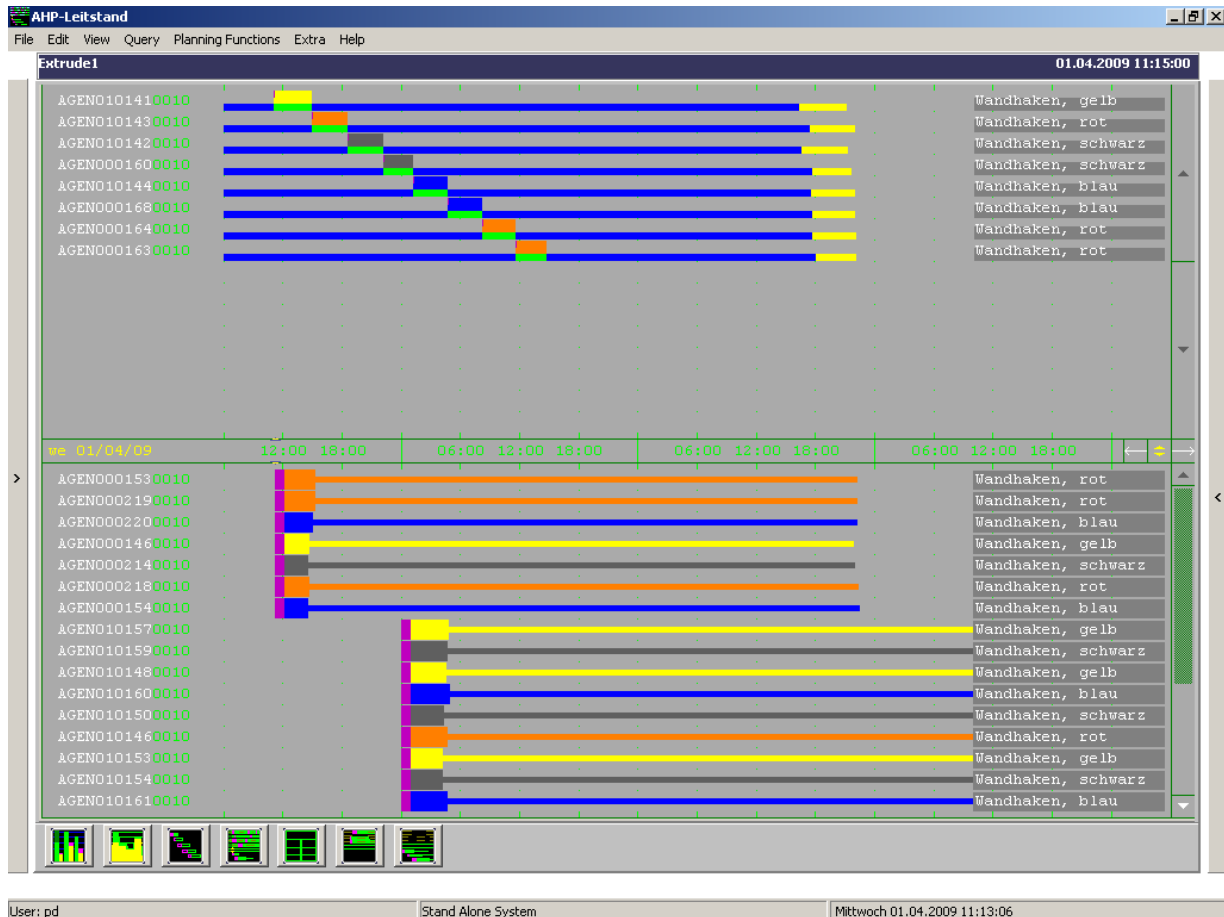 AHP-Leitstand
File Edit View Query Planning Functions Extra Help
Extrude1 01.04.2009 11:15:00
AGEN0101410010 Wandhaken, gelb
AGEN0101430010 Wandhaken, rot
AGEN0101420010 Wandhaken, schwarz
AGEN0001600010 Wandhaken, schwarz
AGEN0101440010 Wandhaken, blau
AGEN0001680010 Wandhaken, blau
AGEN0001640010 Wandhaken, rot
AGEN0001630010 Wandhaken, rot
we 01/04/09 12:00 18:00 06:00 12:00 18:00 06:00 12:00 18:00 06:00 12:00 18:00
AGEN0001530010 Wandhaken, rot
AGEN0002190010 Wandhaken, rot
AGEN0002200010 Wandhaken, blau
AGEN0001460010 Wandhaken, gelb
AGEN0002140010 Wandhaken, schwarz
AGEN0002180010 Wandhaken, rot
AGEN0001540010 Wandhaken, blau
AGEN0101570010 Wandhaken, gelb
AGEN0101590010 Wandhaken, schwarz
AGEN0101480010 Wandhaken, gelb
AGEN0101600010 Wandhaken, blau
AGEN0101500010 Wandhaken, schwarz
AGEN0101460010 Wandhaken, rot
AGEN0101530010 Wandhaken, gelb
AGEN0101540010 Wandhaken, schwarz
AGEN0101610010 Wandhaken, blau
User: pd Stand Alone System Mittwoch 01.04.2009 11:13:06